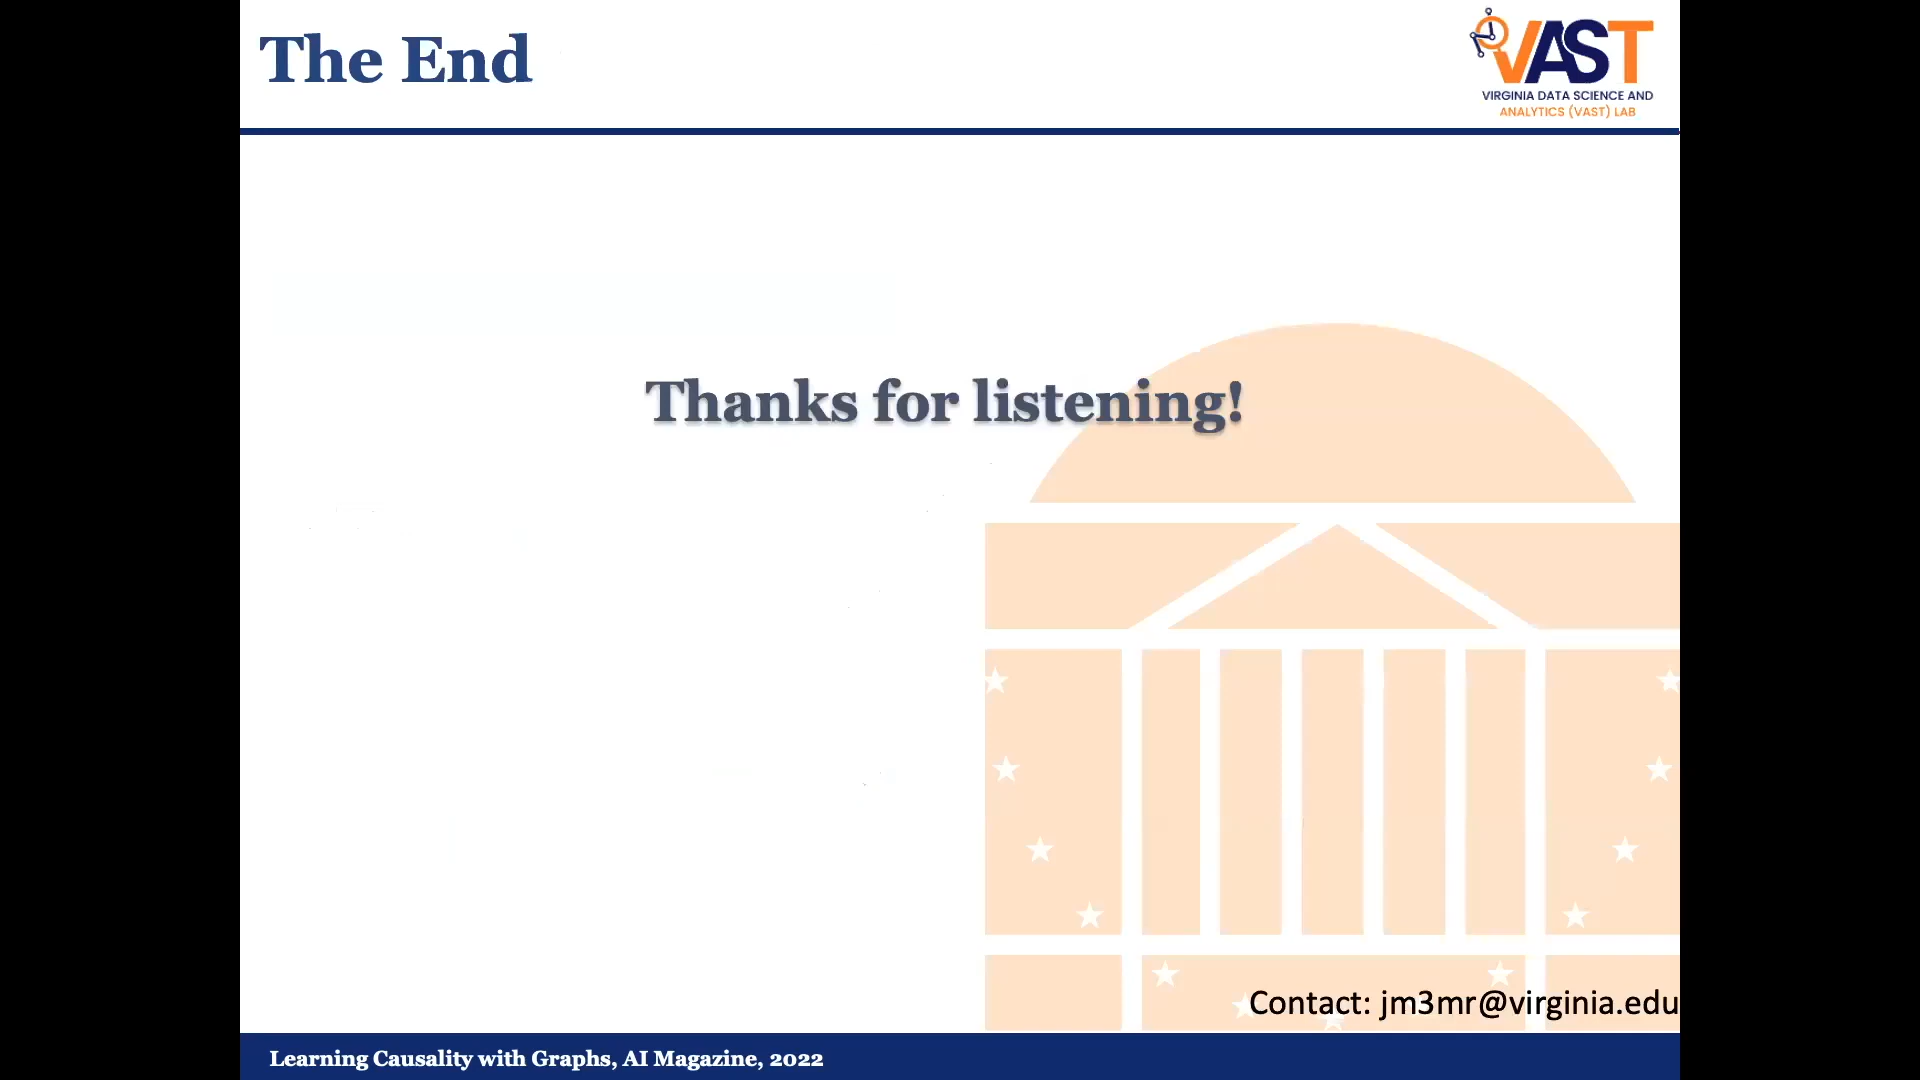 The End
VAST
VIRGINIA DATA SCIENCE AND
ANALYTICS (VAST) LAB
Thanks for listening!
Contact: jm3mr@virginia.edu
Learning Causality with Graphs, AI Magazine, 2022